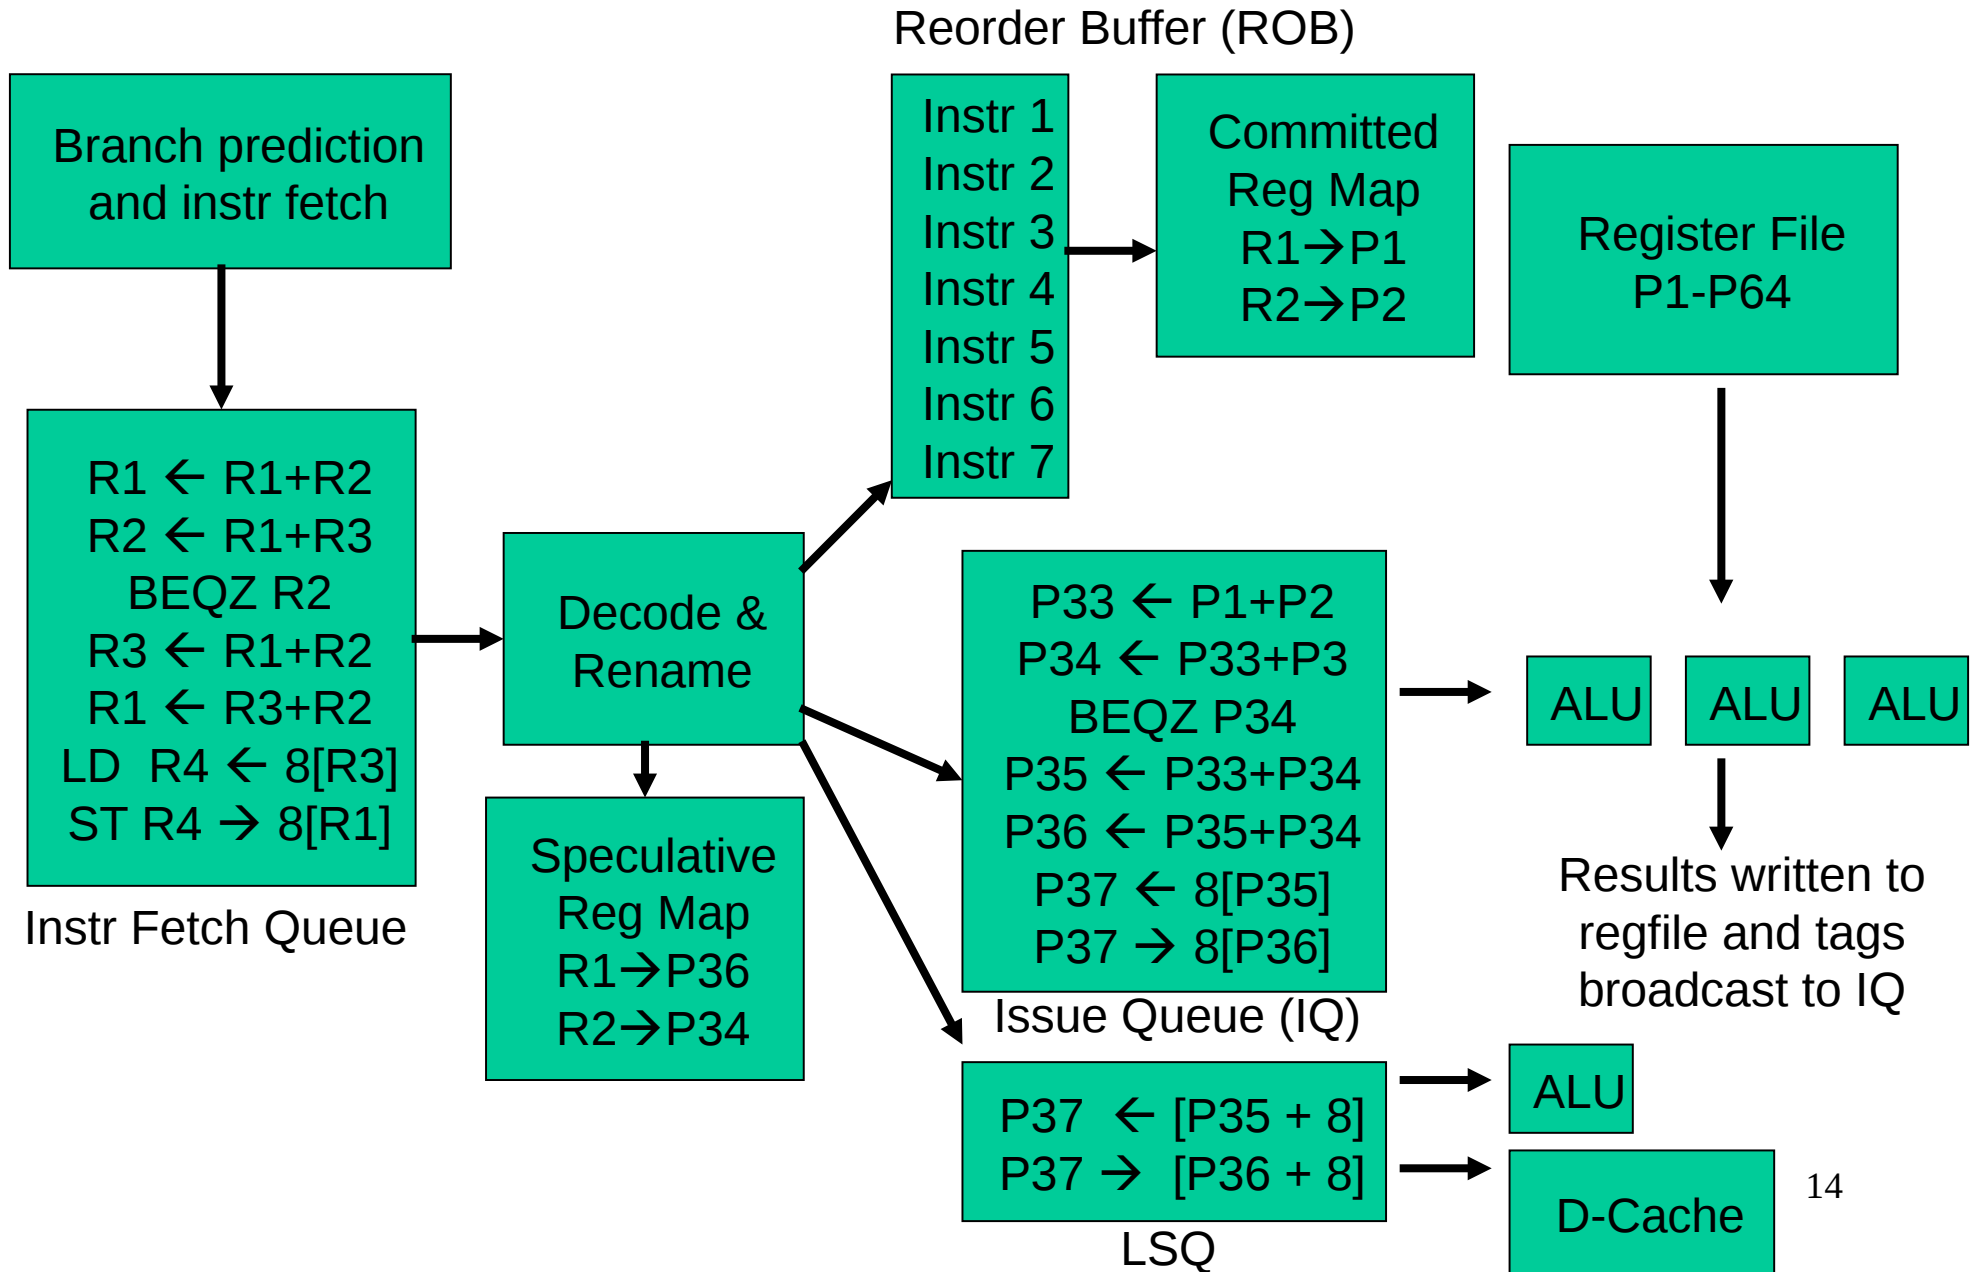 Reorder Buffer (ROB)
Branch prediction
and instr fetch
Instr 1
Instr 2
Instr 3
Instr 4
Instr 5
Instr 6
Instr 7
Committed
Reg Map
R1→P1
R2→P2
Register File
P1-P64
R1 ← R1+R2
R2 ← R1+R3
BEQZ R2
R3 ← R1+R2
R1 ← R3+R2
LD R4 ← 8[R3]
ST R4 → 8[R1]
Instr Fetch Queue
Decode &
Rename
Speculative
Reg Map
R1→P36
R2→P34
P33 ← P1+P2
P34 ← P33+P3
BEQZ P34
P35 ← P33+P34
P36 ← P35+P34
P37 ← 8[P35]
P37 → 8[P36]
Issue Queue (IQ)
ALU
ALU
ALU
Results written to
regfile and tags
broadcast to IQ
P37 ← [P35 + 8]
P37 → [P36 + 8]
LSQ
ALU
D-Cache
14